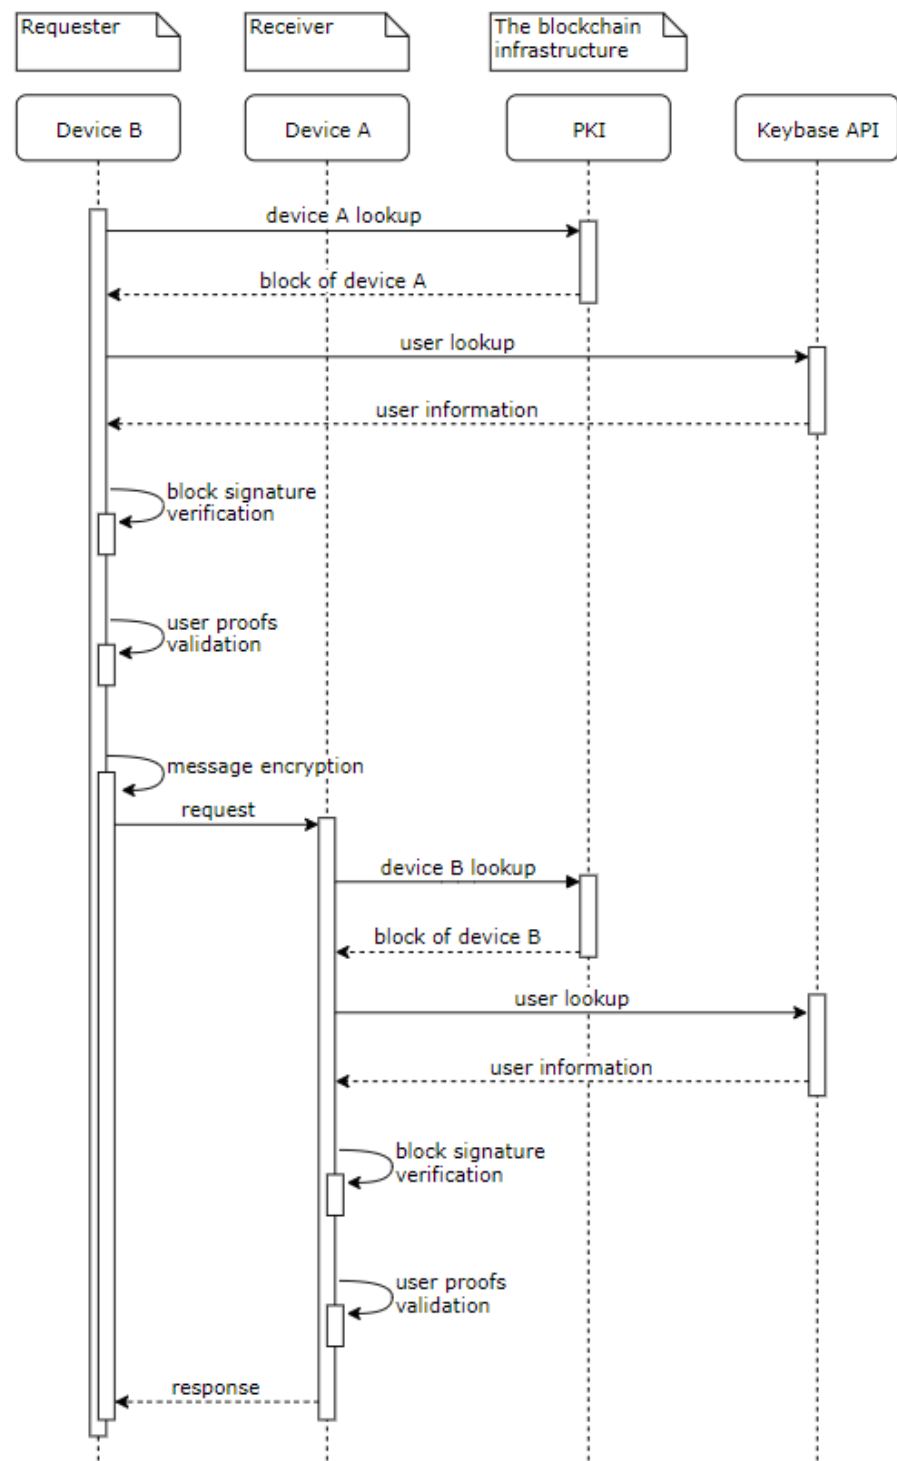 Requester
Receiver
The blockchain
infrastructure
Device B
Device A
PKI
Keybase API
device A lookup
block of device A
user lookup
user information
block signature
verification
user proofs
validation
message encryption
request
device B lookup
block of device B
user lookup
user information
block signature
verification
user proofs
validation
response